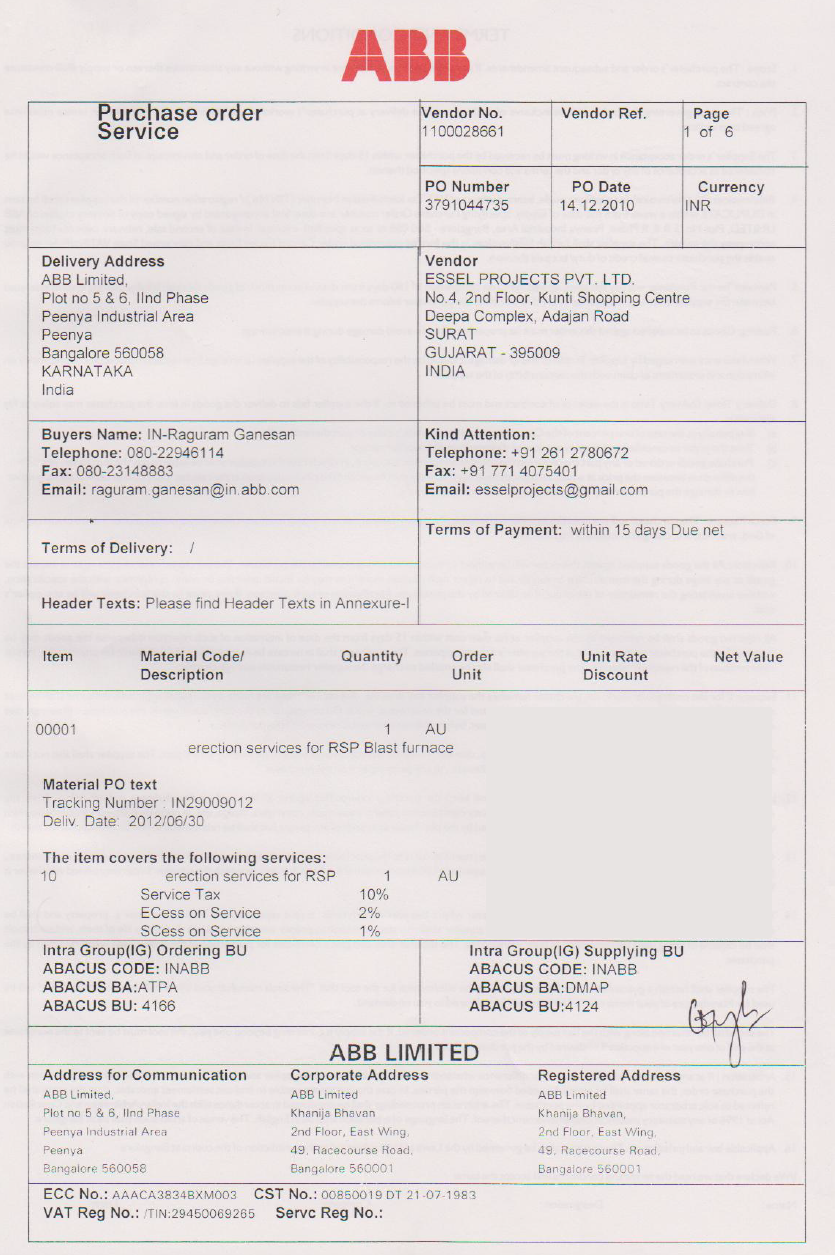 ABB
Purchase order
Service
Vendor No.
1100028661
Vendor Ref.
Page
1 of 6
PO Number
3791044735
PO Date
14.12.2010
Currency
INR
Delivery Address
ABB Limited,
Plot no 5 & 6, IInd Phase
Peenya Industrial Area
Peenya
Bangalore 560058
KARNATAKA
India
Vendor
ESSEL PROJECTS PVT. LTD.
No.4, 2nd Floor, Kunti Shopping Centre
Deepa Complex, Adajan Road
SURAT
GUJARAT - 395009
INDIA
Buyers Name: IN-Raguram Ganesan
Telephone: 080-22946114
Fax: 080-23148883
Email: raguram.ganesan@in.abb.com
Kind Attention:
Telephone: +91 261 2780672
Fax: +91 771 4075401
Email: esselprojects@gmail.com
Terms of Delivery: /
Terms of Payment: within 15 days Due net
Header Texts: Please find Header Texts in Annexure-I
Item Material Code/ Quantity Order Unit Rate Net Value
Description Unit Discount
00001 1 AU
erection services for RSP Blast furnace
Material PO text
Tracking Number : IN29009012
Deliv. Date: 2012/06/30
The item covers the following services:
10 erection services for RSP 1 AU
Service Tax 10%
ECess on Service 2%
SCess on Service 1%
Intra Group(IG) Ordering BU
ABACUS CODE: INABB
ABACUS BA:ATPA
ABACUS BU: 4166
Intra Group(IG) Supplying BU
ABACUS CODE: INABB
ABACUS BA:DMAP
ABACUS BU:4124
ABB LIMITED
Address for Communication
ABB Limited,
Plot no 5 & 6, IInd Phase
Peenya Industrial Area
Peenya
Bangalore 560058
Corporate Address
ABB Limited
Khanija Bhavan
2nd Floor, East Wing,
49, Racecourse Road,
Bangalore 560001
Registered Address
ABB Limited
Khanija Bhavan,
2nd Floor, East Wing,
49, Racecourse Road,
Bangalore 560001
ECC No.: AAACA3834BXM003 CST No.: 00850019 DT 21-07-1983
VAT Reg No.: /TIN:29450069265 Servc Reg No.: